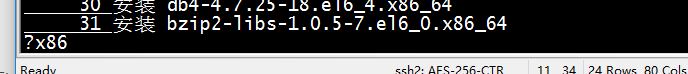 30 安装 db4-4.7.25-18.el6_4.x86_64
31 安装 bzip2-libs-1.0.5-7.el6_0.x86_64
?x86
ssh2: AES-256-CTR 11, 34 24 Rows, 80 Cols